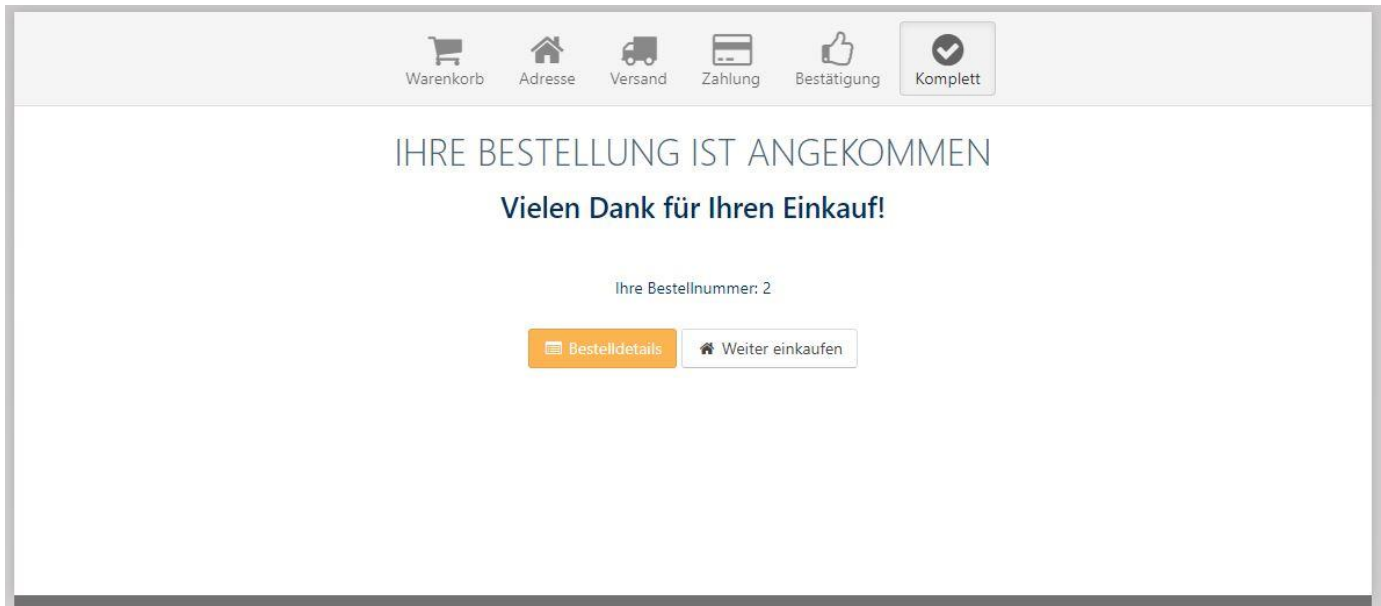 Warenkorb Adresse Versand Zahlung Bestätigung Komplett
IHRE BESTELLUNG IST ANGEKOMMEN
Vielen Dank für Ihren Einkauf!
Ihre Bestellnummer: 2
Bestelldetails Weiter einkaufen